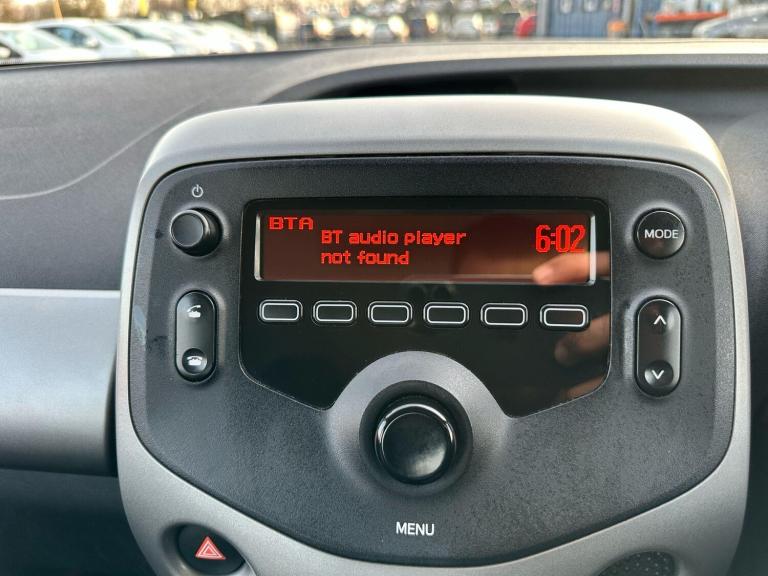 BTA
BT audio player
not found
6:02
MODE
MENU